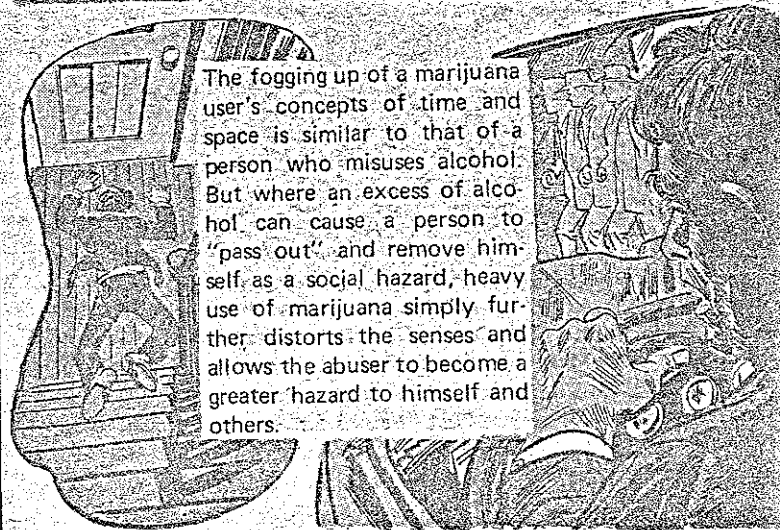 The fogging up of a marijuana
user's concepts of time and
space is similar to that of a
person who misuses alcohol.
But where an excess of alco-
hol can cause a person to
"pass out" and remove him-
self as a social hazard, heavy
use of marijuana simply fur-
ther distorts the senses and
allows the abuser to become a
greater hazard to himself and
others.